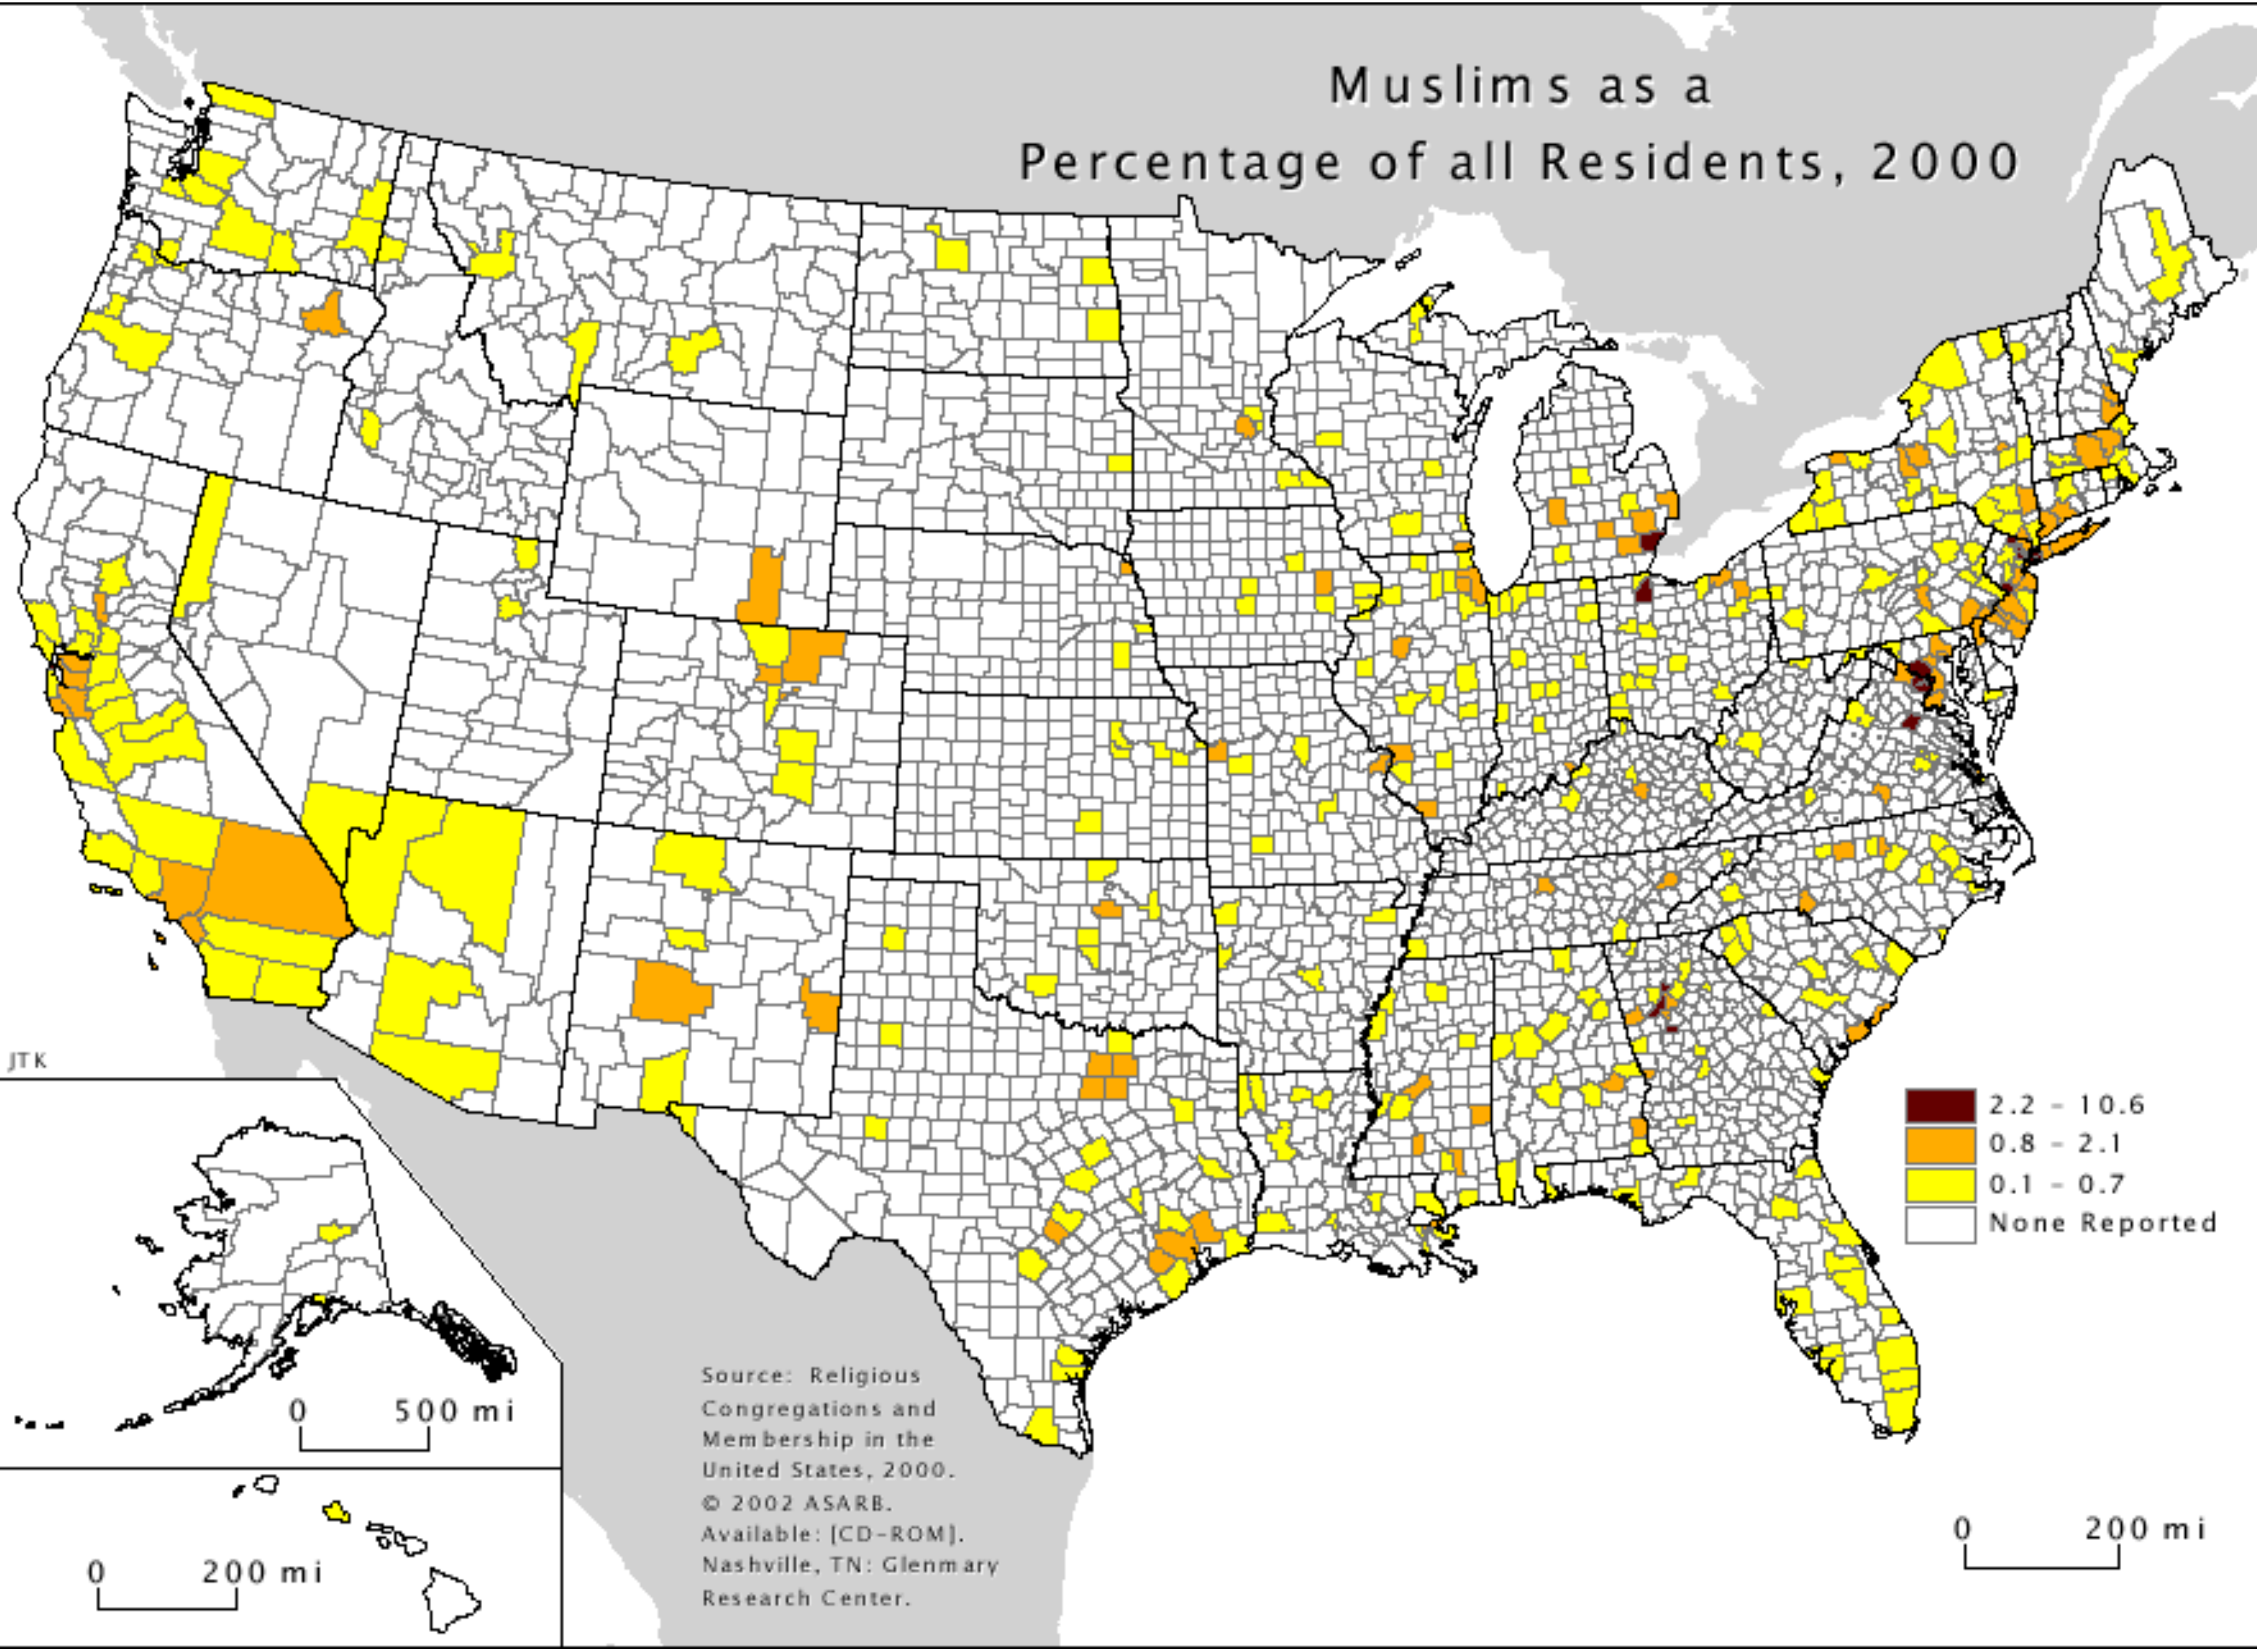 Muslims as a
Percentage of all Residents, 2000
JTK
2.2 – 10.6
0.8 – 2.1
0.1 – 0.7
None Reported
0 500 mi
0 200 mi
Source: Religious
Congregations and
Membership in the
United States, 2000.
© 2002 ASARB.
Available: [CD-ROM].
Nashville, TN: Glenmary
Research Center.
0 200 mi